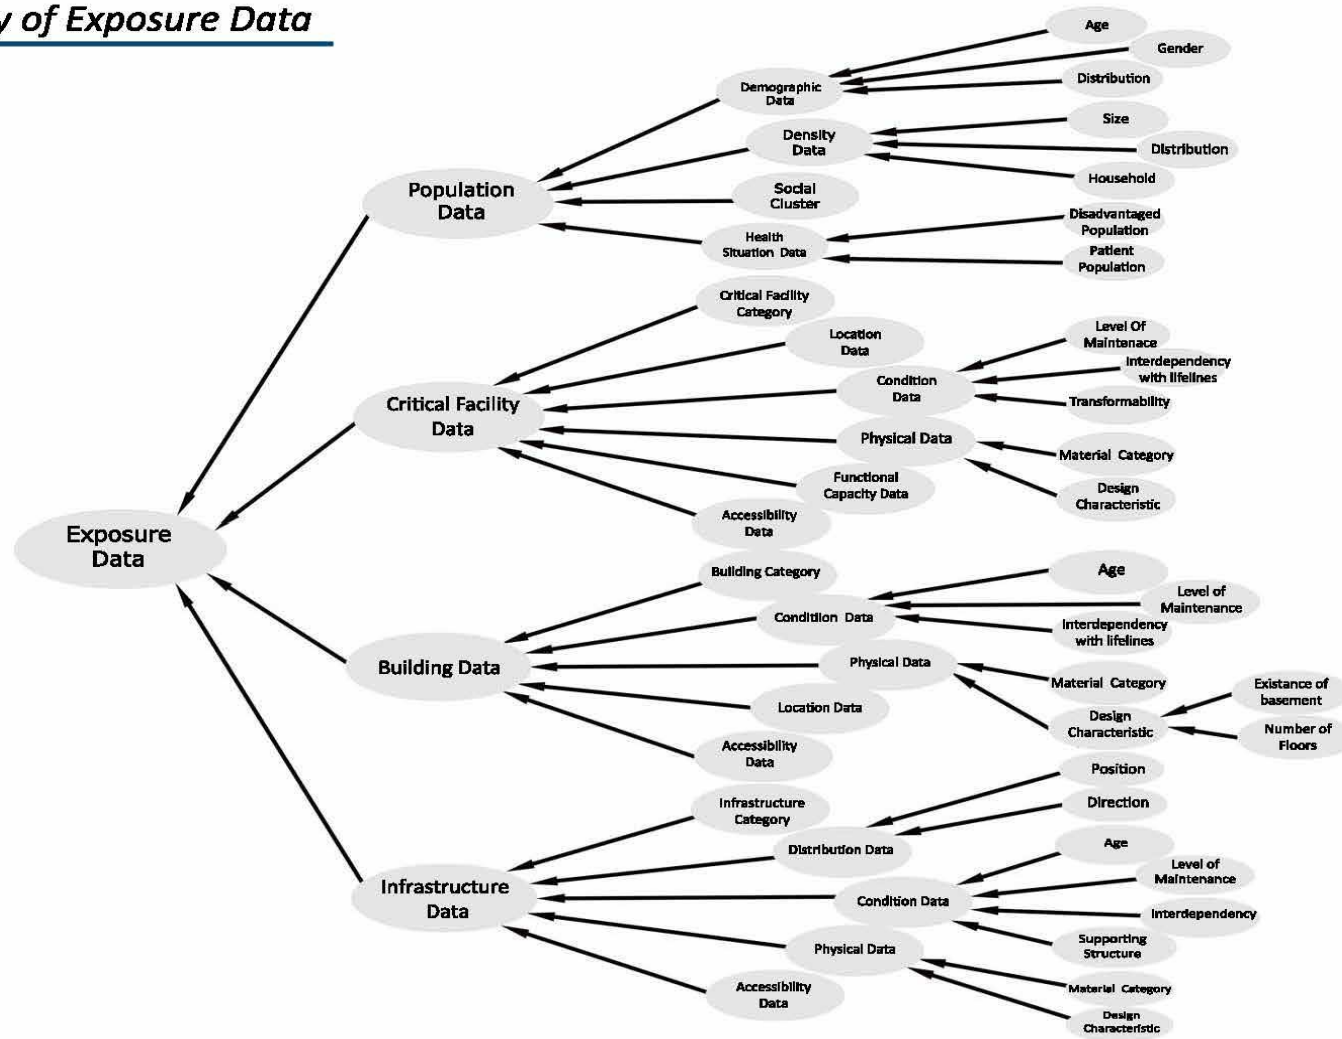 y of Exposure Data
Age
Gender
Demographic
Data
Distribution
Density
Data
Size
Distribution
Household
Population
Data
Social
Cluster
Health
Situation Data
Disadvantaged
Population
Patient
Population
Critical Facility
Category
Location
Data
Level Of
Maintenace
Condition
Data
Interdependency
with lifelines
Transformability
Critical Facility
Data
Physical Data
Material Category
Design
Characteristic
Functional
Capacity Data
Accessibility
Data
Exposure
Data
Building Category
Condition Data
Age
Level of
Maintenance
Interdependency
with lifelines
Building Data
Physical Data
Material Category
Design
Characteristic
Existance of
basement
Number of
Floors
Location Data
Accessibility
Data
Infrastructure
Category
Position
Direction
Distribution Data
Age
Level of
Maintenance
Infrastructure
Data
Condition Data
Interdependency
Supporting
Structure
Physical Data
Material Category
Design
Characteristic
Accessibility
Data